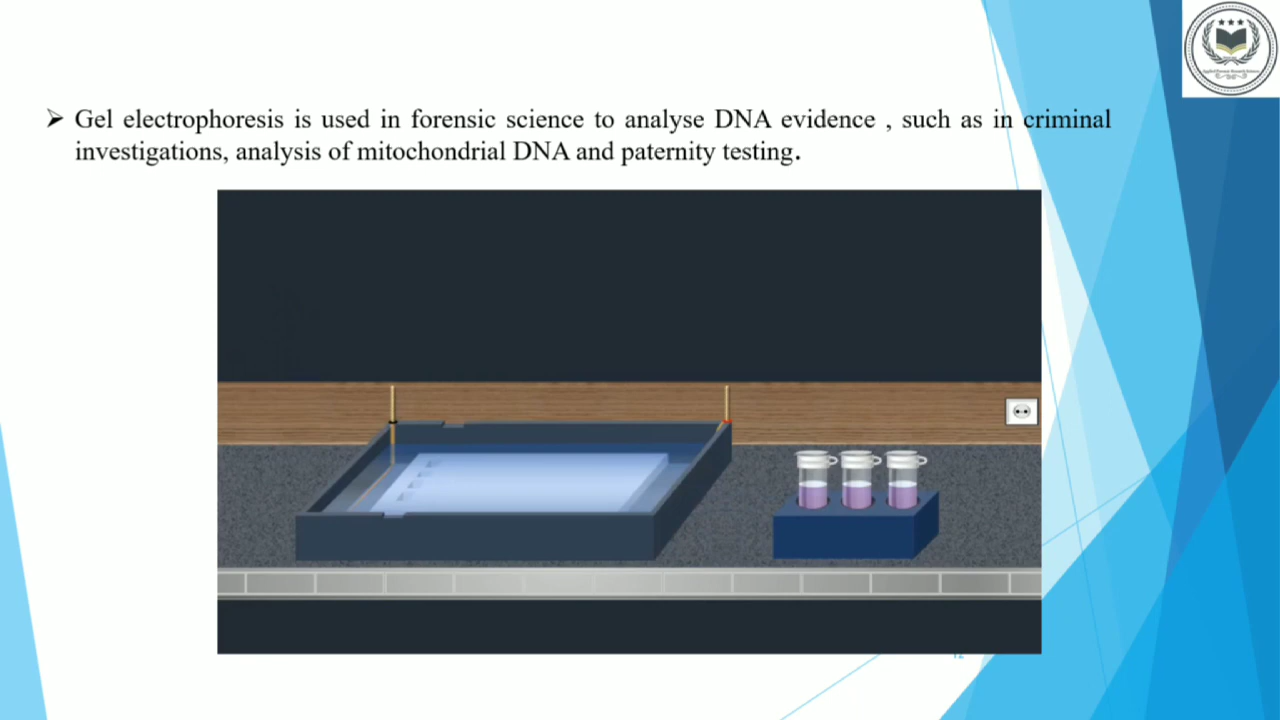 ➢ Gel electrophoresis is used in forensic science to analyse DNA evidence , such as in criminal
investigations, analysis of mitochondrial DNA and paternity testing.
12